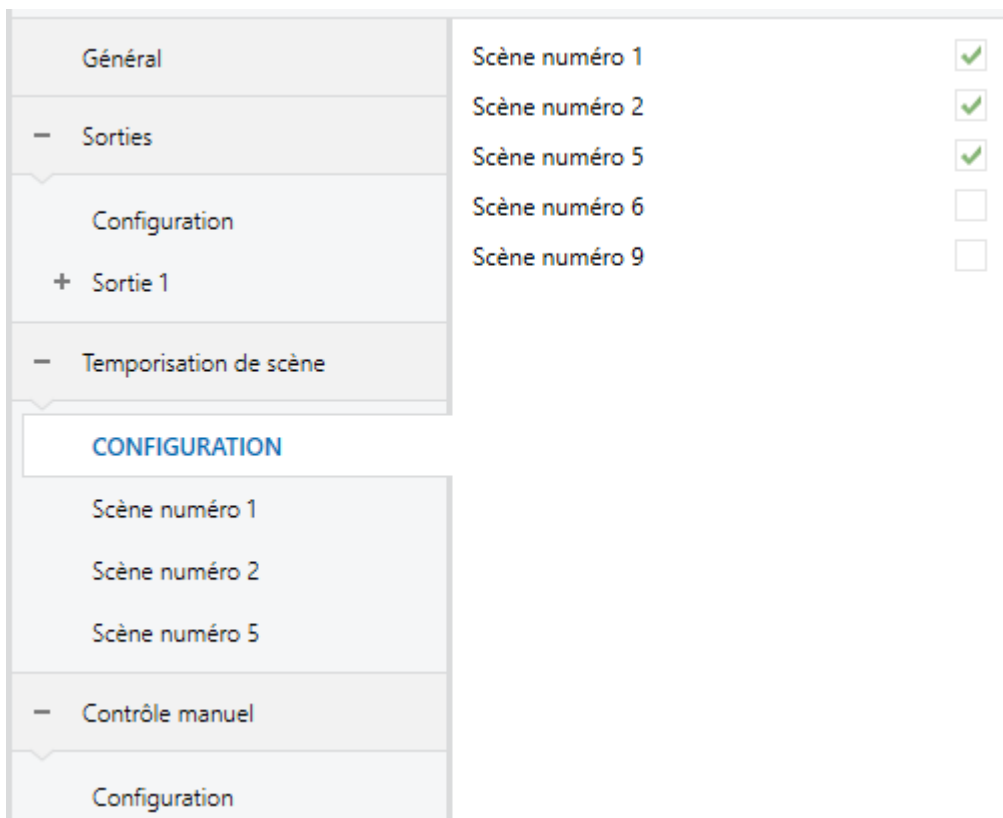 Général
Sorties
Configuration
Sortie 1
Temporisation de scène
CONFIGURATION
Scène numéro 1
Scène numéro 2
Scène numéro 5
Contrôle manuel
Configuration
Scène numéro 1
Scène numéro 2
Scène numéro 5
Scène numéro 6
Scène numéro 9